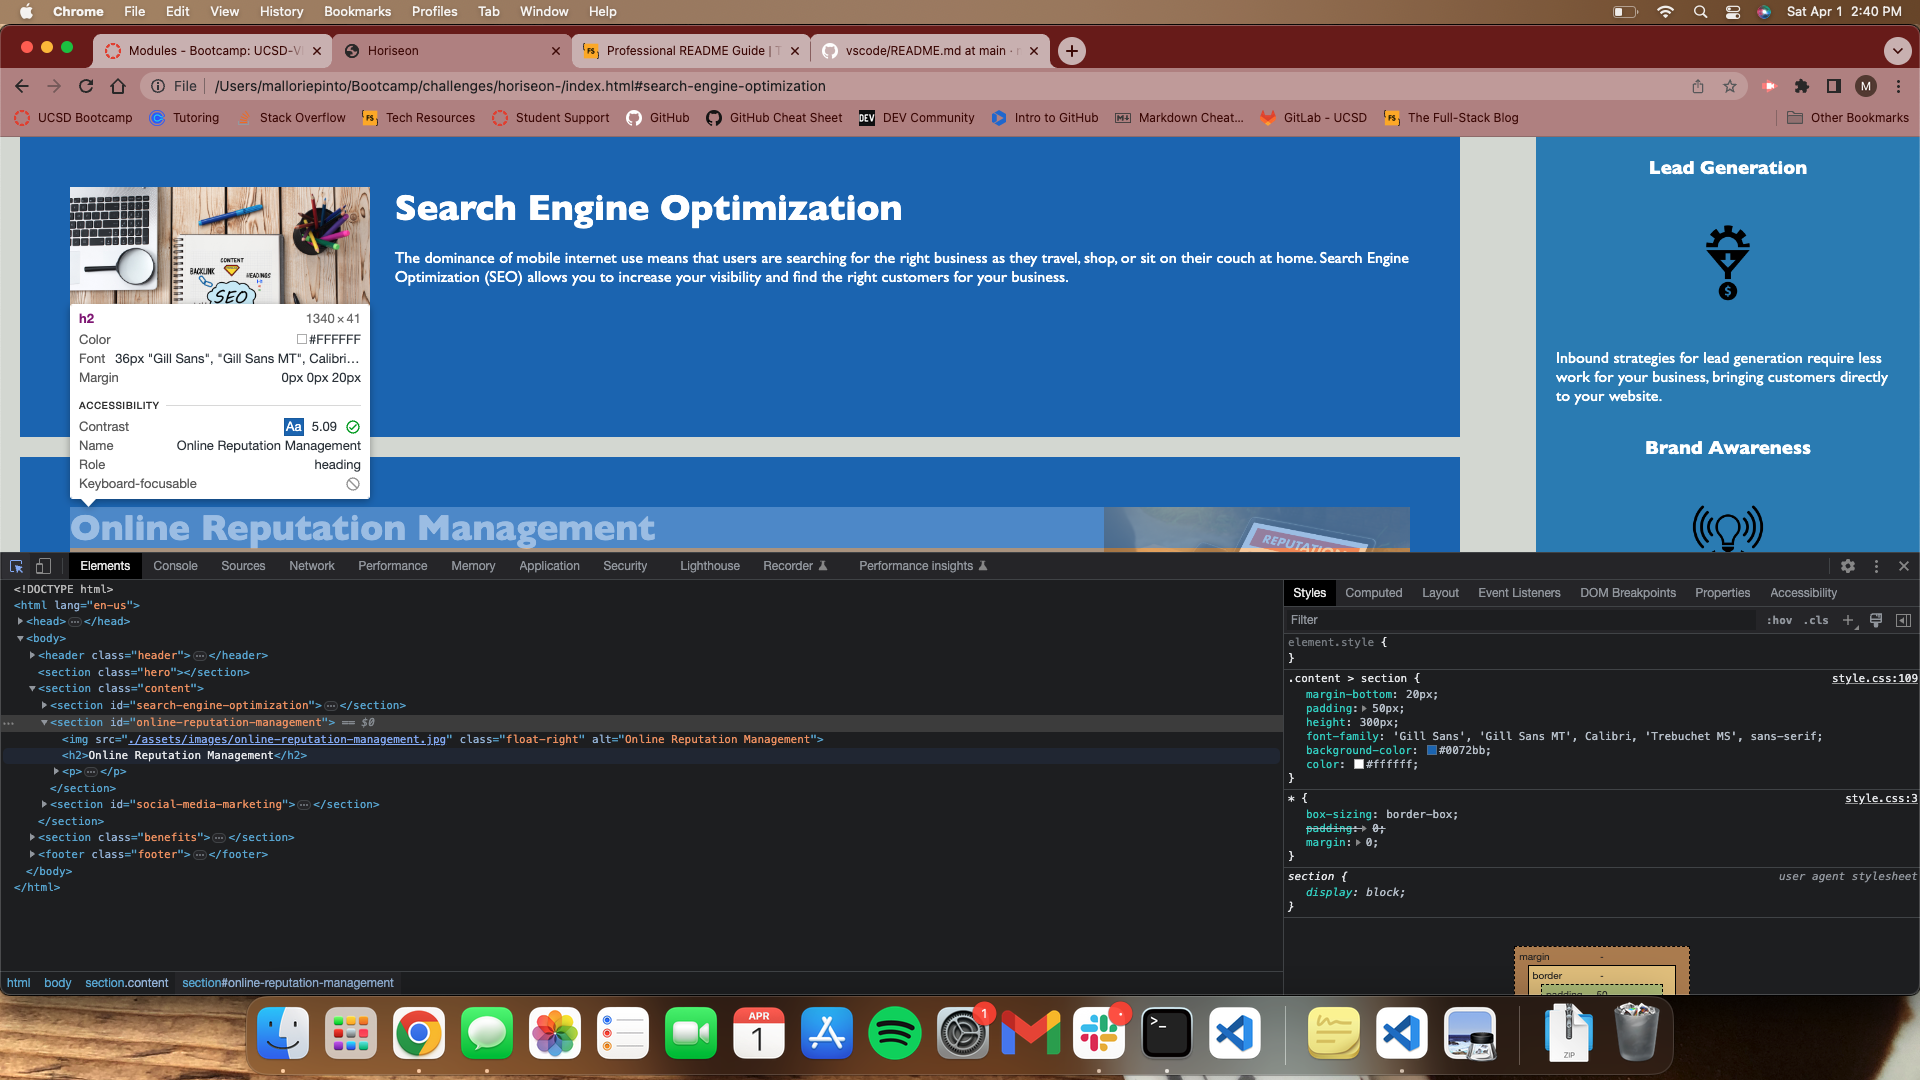 Chrome File Edit View History Bookmarks Profiles Tab Window Help Sat Apr 1 2:40 PM
Modules - Bootcamp: UCSD-V
Horiseon
Professional README Guide | T
vscode/README.md at main ·
File /Users/malloriepinto/Bootcamp/challenges/horiseon-/index.html#search-engine-optimization M
UCSD Bootcamp Tutoring Stack Overflow Tech Resources Student Support GitHub GitHub Cheat Sheet DEV DEV Community Intro to GitHub Markdown Cheat... GitLab - UCSD The Full-Stack Blog Other Bookmarks
Search Engine Optimization
The dominance of mobile internet use means that users are searching for the right business as they travel, shop, or sit on their couch at home. Search Engine
Optimization (SEO) allows you to increase your visibility and find the right customers for your business.
CONTENT
BACKLINK
HEADINGS
SEO
h2 1340 × 41
Color #FFFFFF
Font 36px "Gill Sans", "Gill Sans MT", Calibri…
Margin 0px 0px 20px
ACCESSIBILITY
Contrast Aa 5.09
Name Online Reputation Management
Role heading
Keyboard-focusable
Online Reputation Management
Lead Generation
$
Inbound strategies for lead generation require less
work for your business, bringing customers directly
to your website.
Brand Awareness
Elements Console Sources Network Performance Memory Application Security Lighthouse Recorder Performance insights
<!DOCTYPE html>
<html lang="en-us">
<head>…</head>
<body>
<header class="header">…</header>
<section class="hero"></section>
<section class="content">
<section id="search-engine-optimization">…</section>
<section id="online-reputation-management"> == $0
<img src="./assets/images/online-reputation-management.jpg" class="float-right" alt="Online Reputation Management">
<h2>Online Reputation Management</h2>
<p>…</p>
</section>
<section id="social-media-marketing">…</section>
</section>
<section class="benefits">…</section>
<footer class="footer">…</footer>
</body>
</html>
html body section.content section#online-reputation-management
Styles Computed Layout Event Listeners DOM Breakpoints Properties Accessibility
Filter :hov .cls
element.style {
}
.content > section { style.css:109
margin-bottom: 20px;
padding: 50px;
height: 300px;
font-family: 'Gill Sans', 'Gill Sans MT', Calibri, 'Trebuchet MS', sans-serif;
background-color: #0072bb;
color: #ffffff;
}
* { style.css:3
box-sizing: border-box;
padding: 0;
margin: 0;
}
section { user agent stylesheet
display: block;
}
margin -
border -
padding 50
APR
1
1
ZIP